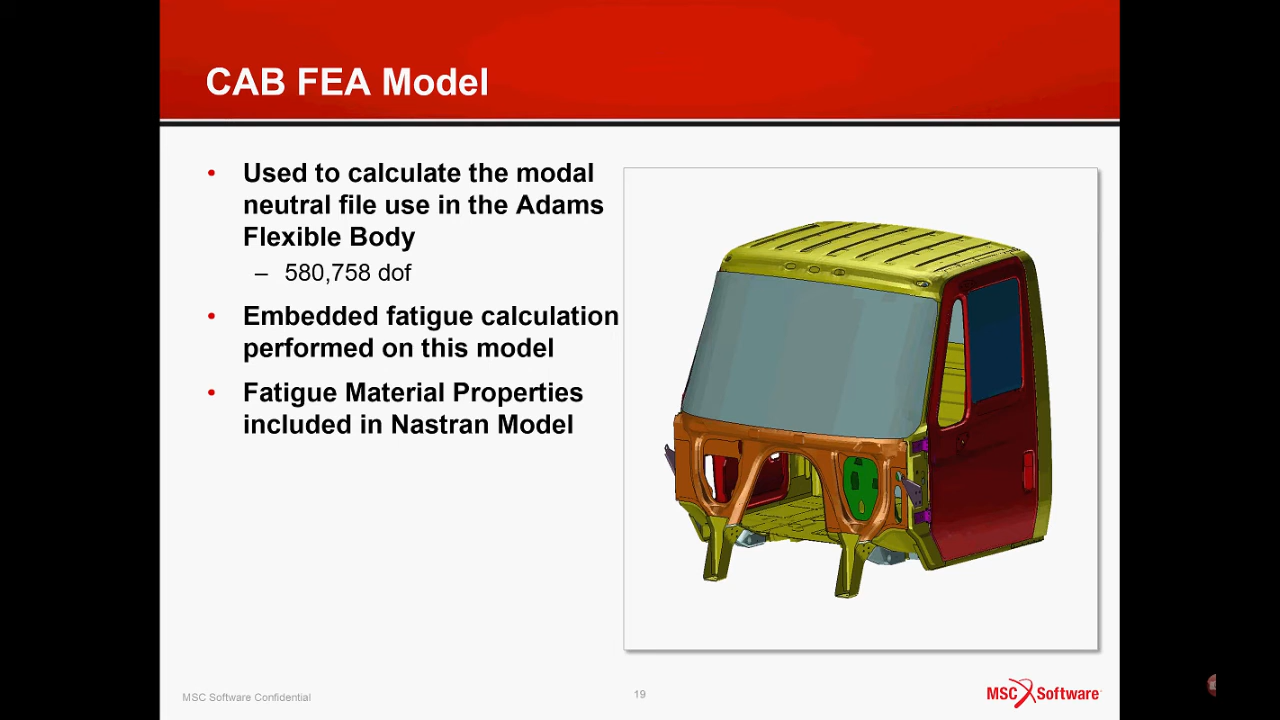 CAB FEA Model
• Used to calculate the modal
neutral file use in the Adams
Flexible Body
– 580,758 dof
• Embedded fatigue calculation
performed on this model
• Fatigue Material Properties
included in Nastran Model
MSC Software Confidential
19
MSC Software